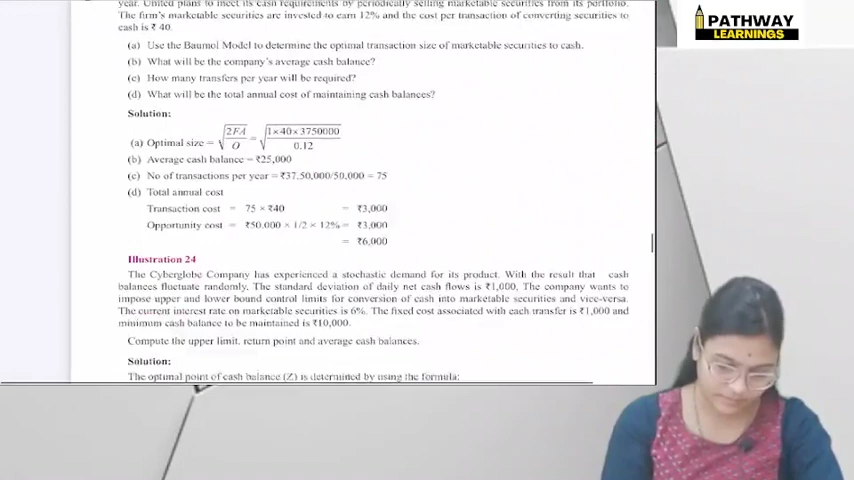 year. United plans to meet its cash requirements by periodically selling marketable securities from its portfolio.
The firm's marketable securities are invested to earn 12% and the cost per transaction of converting securities to
cash is ₹ 40.
(a) Use the Baumol Model to determine the optimal transaction size of marketable securities to cash.
(b) What will be the company's average cash balance?
(c) How many transfers per year will be required?
(d) What will be the total annual cost of maintaining cash balances?
Solution:
(a) Optimal size = √(2FA/O) = √(1×40×3750000/0.12)
(b) Average cash balance = ₹25,000
(c) No of transactions per year = ₹37,50,000/50,000 = 75
(d) Total annual cost
Transaction cost = 75 × ₹40 = ₹3,000
Opportunity cost = ₹50,000 × 1/2 × 12% = ₹3,000
= ₹6,000
Illustration 24
The Cyberglobe Company has experienced a stochastic demand for its product. With the result that cash
balances fluctuate randomly. The standard deviation of daily net cash flows is ₹1,000. The company wants to
impose upper and lower bound control limits for conversion of cash into marketable securities and vice-versa.
The current interest rate on marketable securities is 6%. The fixed cost associated with each transfer is ₹1,000 and
minimum cash balance to be maintained is ₹10,000.
Compute the upper limit, return point and average cash balances.
Solution:
The optimal point of cash balance (Z) is determined by using the formula:
PATHWAY
LEARNINGS